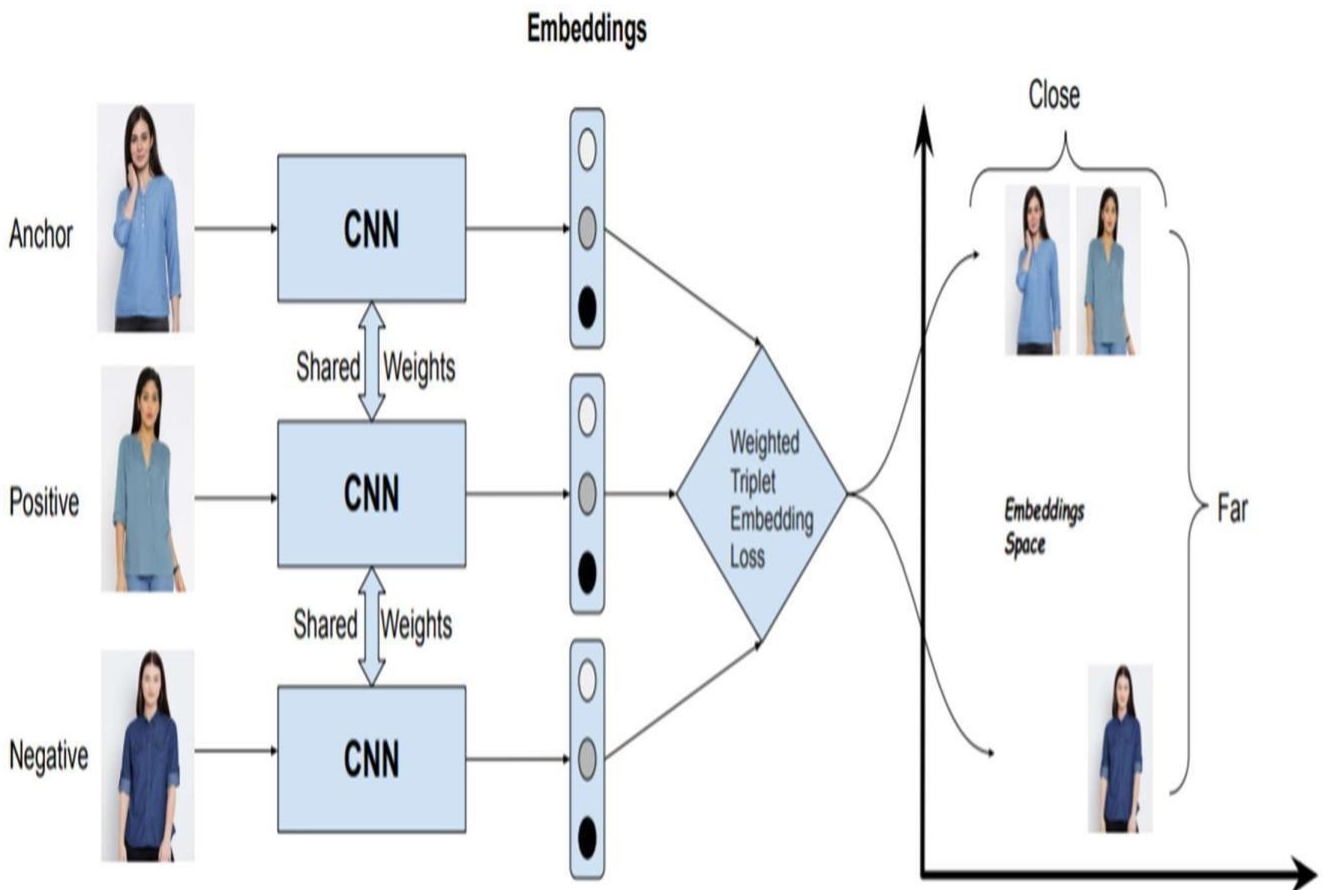 Embeddings
Close
Anchor
CNN
Shared Weights
Positive
CNN
Weighted
Triplet
Embedding
Loss
Embeddings
Space
Far
Shared Weights
Negative
CNN